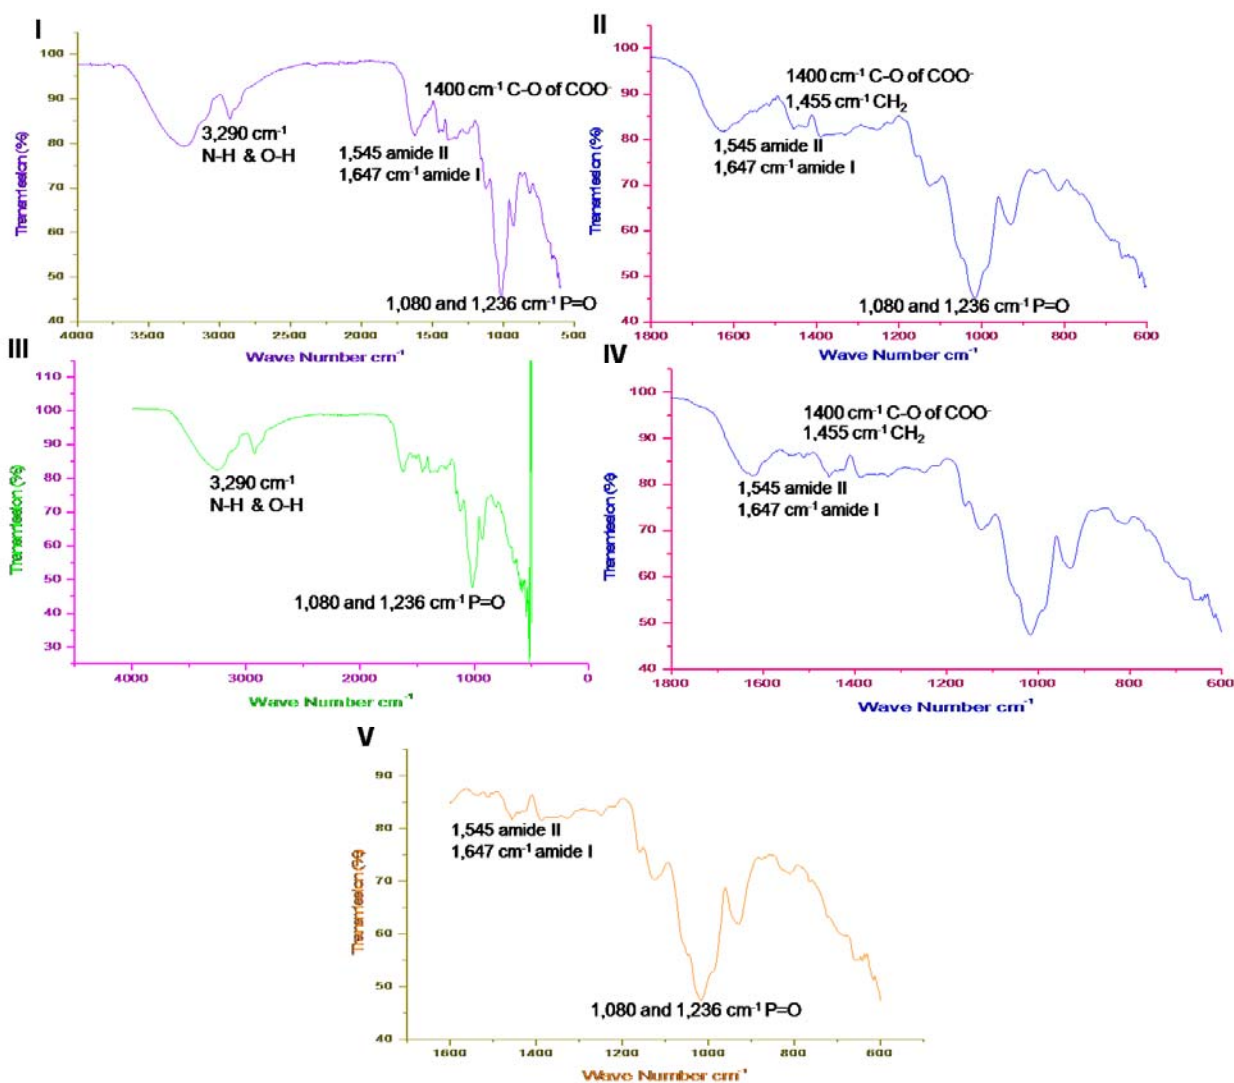 I
Transmission (%)
100
90
80
70
60
50
40
1400 cm⁻¹ C-O of COO⁻
3,290 cm⁻¹
N-H & O-H
1,545 amide II
1,647 cm⁻¹ amide I
1,080 and 1,236 cm⁻¹ P=O
4000 3500 3000 2500 2000 1500 1000 500
Wave Number cm⁻¹
II
Transmission (%)
100
90
80
70
60
50
40
1400 cm⁻¹ C-O of COO⁻
1,455 cm⁻¹ CH₂
1,545 amide II
1,647 cm⁻¹ amide I
1,080 and 1,236 cm⁻¹ P=O
1800 1600 1400 1200 1000 800 600
Wave Number cm⁻¹
III
Transmission (%)
110
100
90
80
70
60
50
40
30
3,290 cm⁻¹
N-H & O-H
1,080 and 1,236 cm⁻¹ P=O
4000 3000 2000 1000 0
Wave Number cm⁻¹
IV
Transmission (%)
100
90
80
70
60
50
40
1400 cm⁻¹ C-O of COO⁻
1,455 cm⁻¹ CH₂
1,545 amide II
1,647 cm⁻¹ amide I
1800 1600 1400 1200 1000 800 600
Wave Number cm⁻¹
V
Transmission (%)
90
80
70
60
50
40
1,545 amide II
1,647 cm⁻¹ amide I
1,080 and 1,236 cm⁻¹ P=O
1600 1400 1200 1000 800 600
Wave Number cm⁻¹